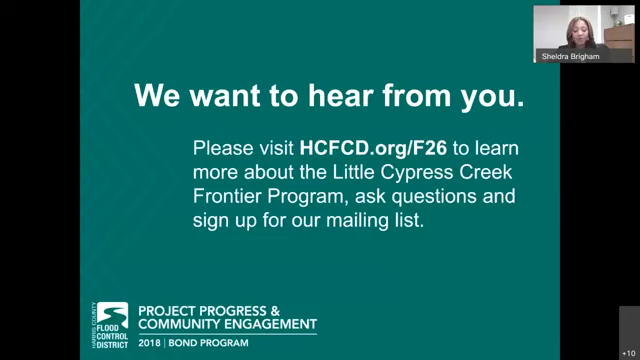 Sheldra Brigham
We want to hear from you.
Please visit HCFCD.org/F26 to learn
more about the Little Cypress Creek
Frontier Program, ask questions and
sign up for our mailing list.
HARRIS COUNTY
FLOOD
CONTROL
DISTRICT
PROJECT PROGRESS &
COMMUNITY ENGAGEMENT
2018 | BOND PROGRAM
+10